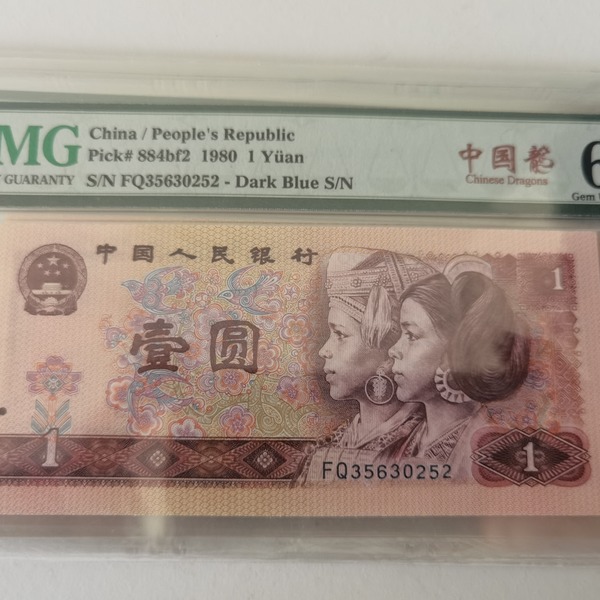 MG
GUARANTY
China / People's Republic
Pick# 884bf2 1980 1 Yüan
S/N FQ35630252 - Dark Blue S/N
中国龍
Chinese Dragons
6
Gem
中国人民银行
1
壹圆
1
FQ35630252
1